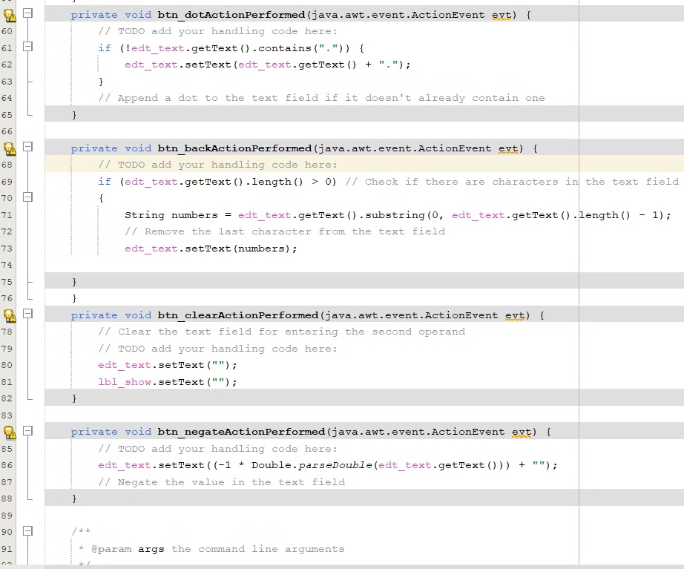 private void btn_dotActionPerformed(java.awt.event.ActionEvent evt) {
60 // TODO add your handling code here:
61 if (!edt_text.getText().contains(".")) {
62 edt_text.setText(edt_text.getText() + ".");
63 }
64 // Append a dot to the text field if it doesn't already contain one
65 }
66
private void btn_backActionPerformed(java.awt.event.ActionEvent evt) {
68 // TODO add your handling code here:
69 if (edt_text.getText().length() > 0) // Check if there are characters in the text field
70 {
71 String numbers = edt_text.getText().substring(0, edt_text.getText().length() - 1);
72 // Remove the last character from the text field
73 edt_text.setText(numbers);
74
75 }
76 }
private void btn_clearActionPerformed(java.awt.event.ActionEvent evt) {
78 // Clear the text field for entering the second operand
79 // TODO add your handling code here:
80 edt_text.setText("");
81 lbl_show.setText("");
82 }
83
private void btn_negateActionPerformed(java.awt.event.ActionEvent evt) {
85 // TODO add your handling code here:
86 edt_text.setText((-1 * Double.parseDouble(edt_text.getText())) + "");
87 // Negate the value in the text field
88 }
89
90 /**
91 * @param args the command line arguments